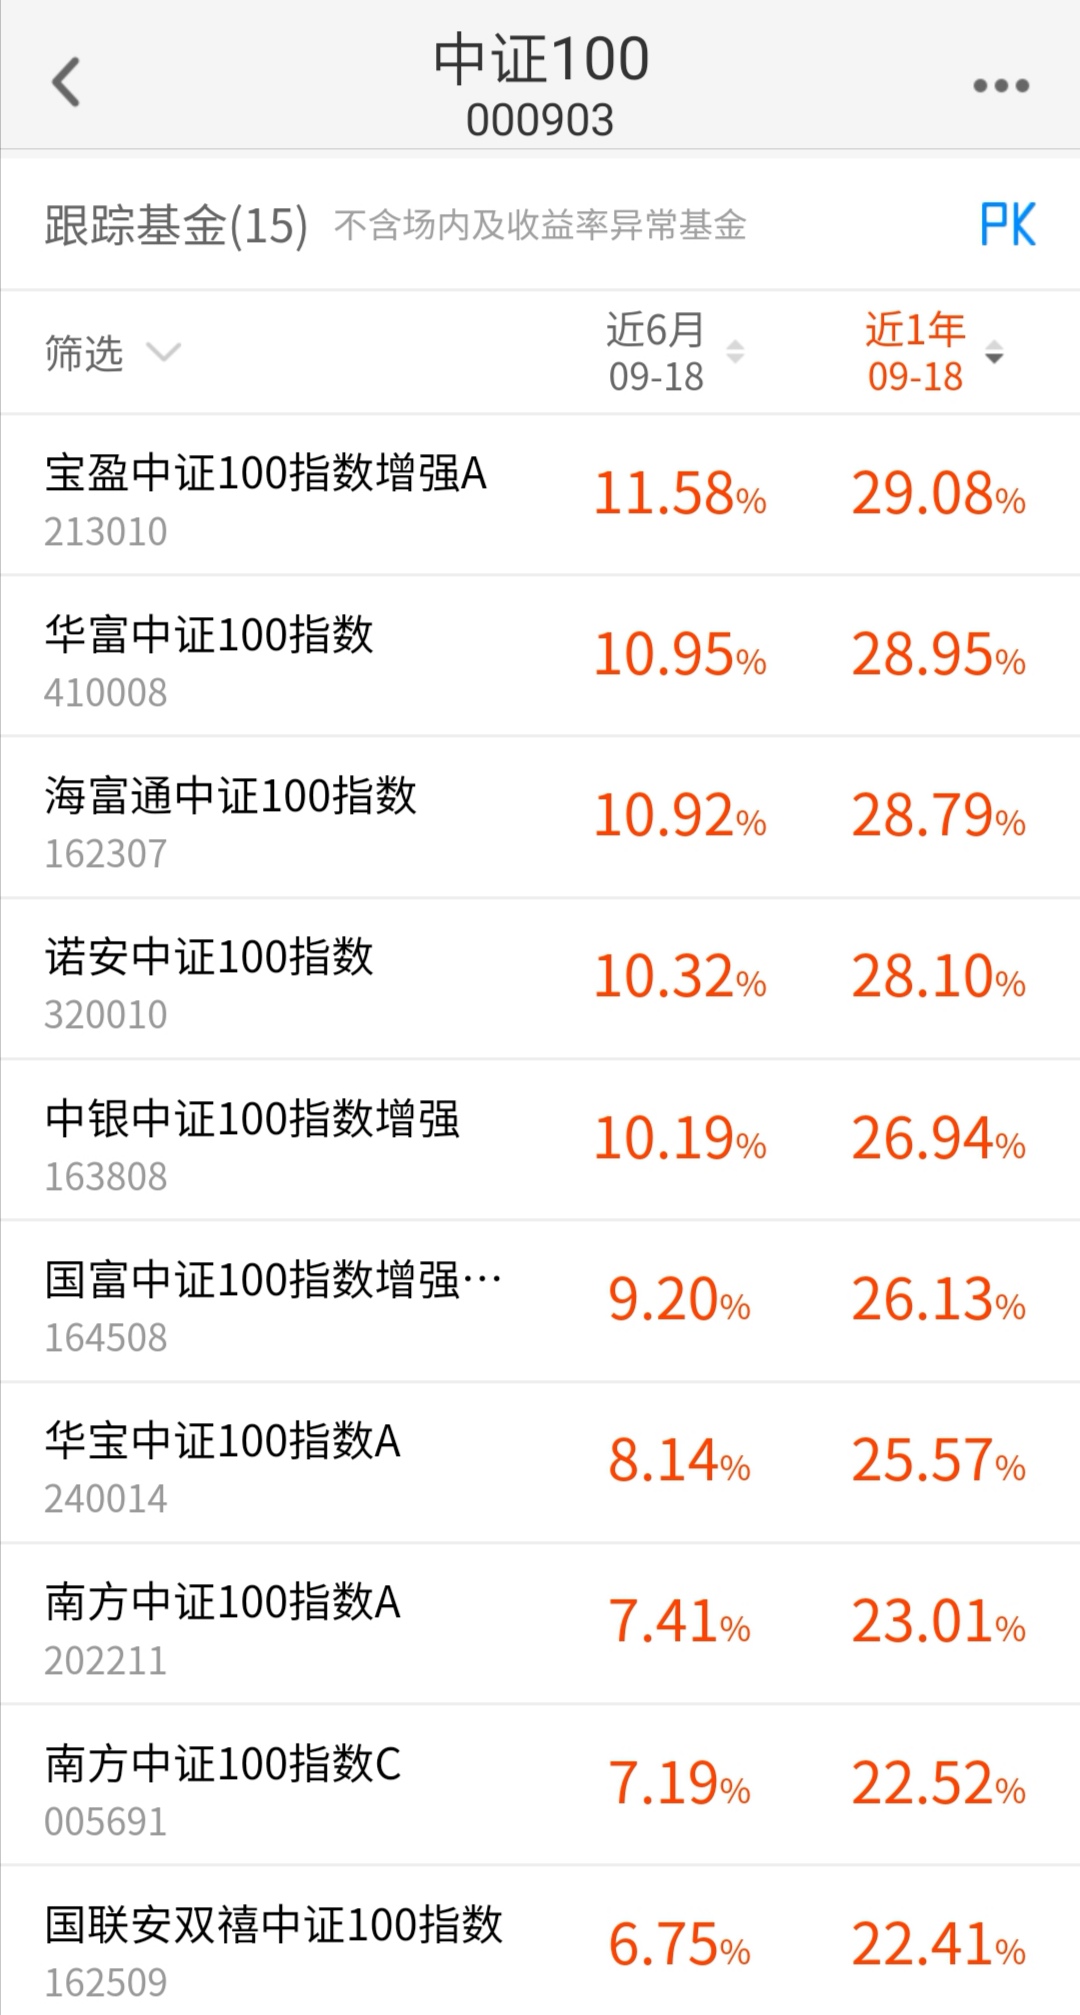 中证100
000903
跟踪基金(15) 不含场内及收益率异常基金 PK
筛选 近6月 近1年
09-18 09-18
宝盈中证100指数增强A 11.58% 29.08%
213010
华富中证100指数 10.95% 28.95%
410008
海富通中证100指数 10.92% 28.79%
162307
诺安中证100指数 10.32% 28.10%
320010
中银中证100指数增强 10.19% 26.94%
163808
国富中证100指数增强… 9.20% 26.13%
164508
华宝中证100指数A 8.14% 25.57%
240014
南方中证100指数A 7.41% 23.01%
202211
南方中证100指数C 7.19% 22.52%
005691
国联安双禧中证100指数 6.75% 22.41%
162509